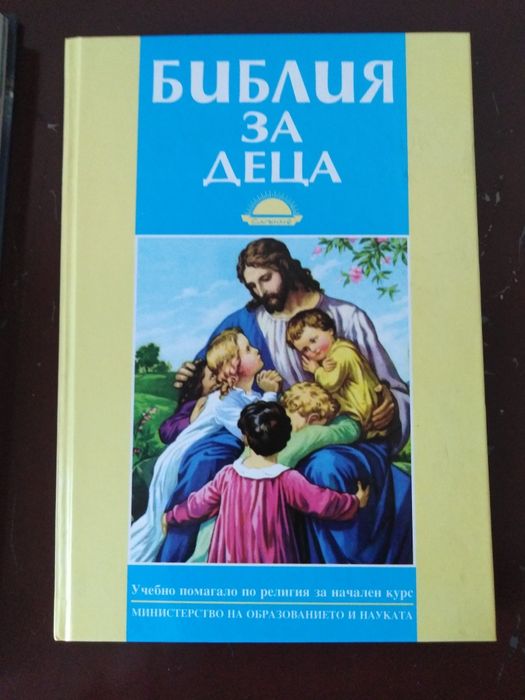 БИБЛИЯ
ЗА
ДЕЦА
Учебно помагало по религия за начален курс
МИНИСТЕРСТВО НА ОБРАЗОВАНИЕТО И НАУКАТА